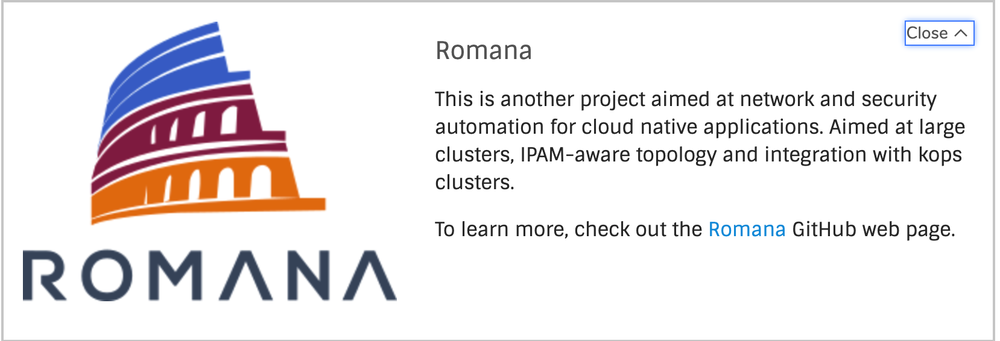 Close
Romana
This is another project aimed at network and security
automation for cloud native applications. Aimed at large
clusters, IPAM-aware topology and integration with kops
clusters.
To learn more, check out the Romana GitHub web page.
ROMANA